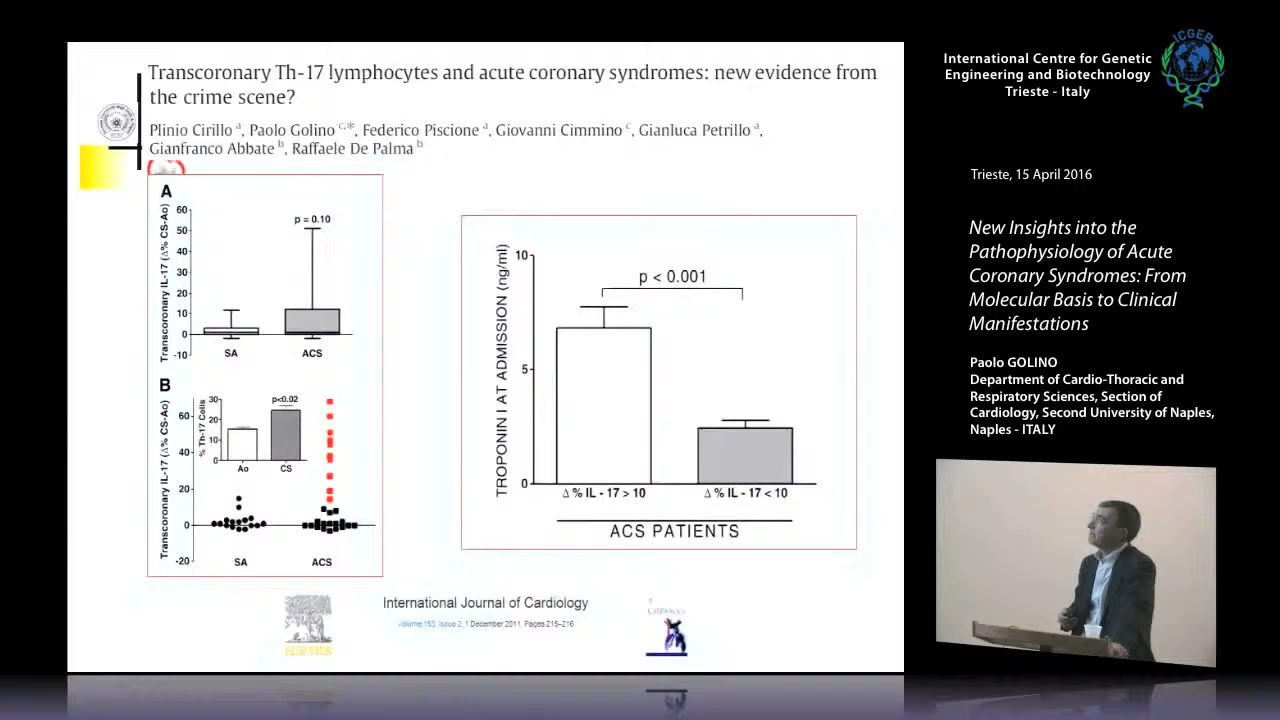 Transcoronary Th-17 lymphocytes and acute coronary syndromes: new evidence from
the crime scene?
Plinio Cirillo a, Paolo Golino c,*, Federico Piscione a, Giovanni Cimmino c, Gianluca Petrillo a,
Gianfranco Abbate b, Raffaele De Palma b
A
Transcoronary IL-17 (Δ% CS-Ao)
60
50
40
30
20
10
0
-10
p = 0.10
SA
ACS
B
Transcoronary IL-17 (Δ% CS-Ao)
60
40
20
0
-20
% Th-17 Cells
30
20
10
0
p<0.02
Ao
CS
SA
ACS
TROPONIN I AT ADMISSION (ng/ml)
10
5
0
p < 0.001
Δ % IL - 17 > 10
Δ % IL - 17 < 10
ACS PATIENTS
ELSEVIER
International Journal of Cardiology
Volume 153, Issue 2, 1 December 2011, Pages 215–216
CARDIOLOGY
International Centre for Genetic
Engineering and Biotechnology
Trieste - Italy
ICGEB
Trieste, 15 April 2016
New Insights into the
Pathophysiology of Acute
Coronary Syndromes: From
Molecular Basis to Clinical
Manifestations
Paolo GOLINO
Department of Cardio-Thoracic and
Respiratory Sciences, Section of
Cardiology, Second University of Naples,
Naples - ITALY